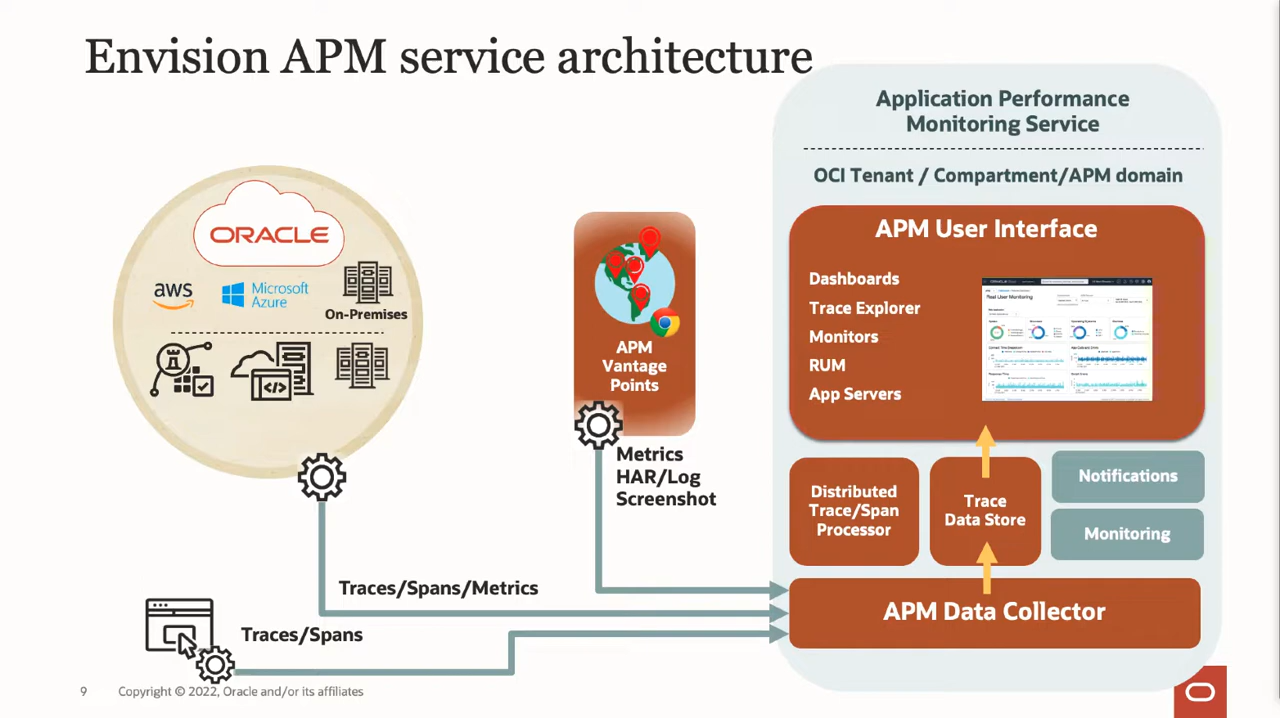 Envision APM service architecture
Application Performance
Monitoring Service
OCI Tenant / Compartment/APM domain
ORACLE
aws
Microsoft
Azure
On-Premises
APM
Vantage
Points
APM User Interface
Dashboards
Trace Explorer
Monitors
RUM
App Servers
Real User Monitoring
Metrics
HAR/Log
Screenshot
Distributed
Trace/Span
Processor
Trace
Data Store
Notifications
Monitoring
Traces/Spans/Metrics
Traces/Spans
APM Data Collector
9
Copyright © 2022, Oracle and/or its affiliates